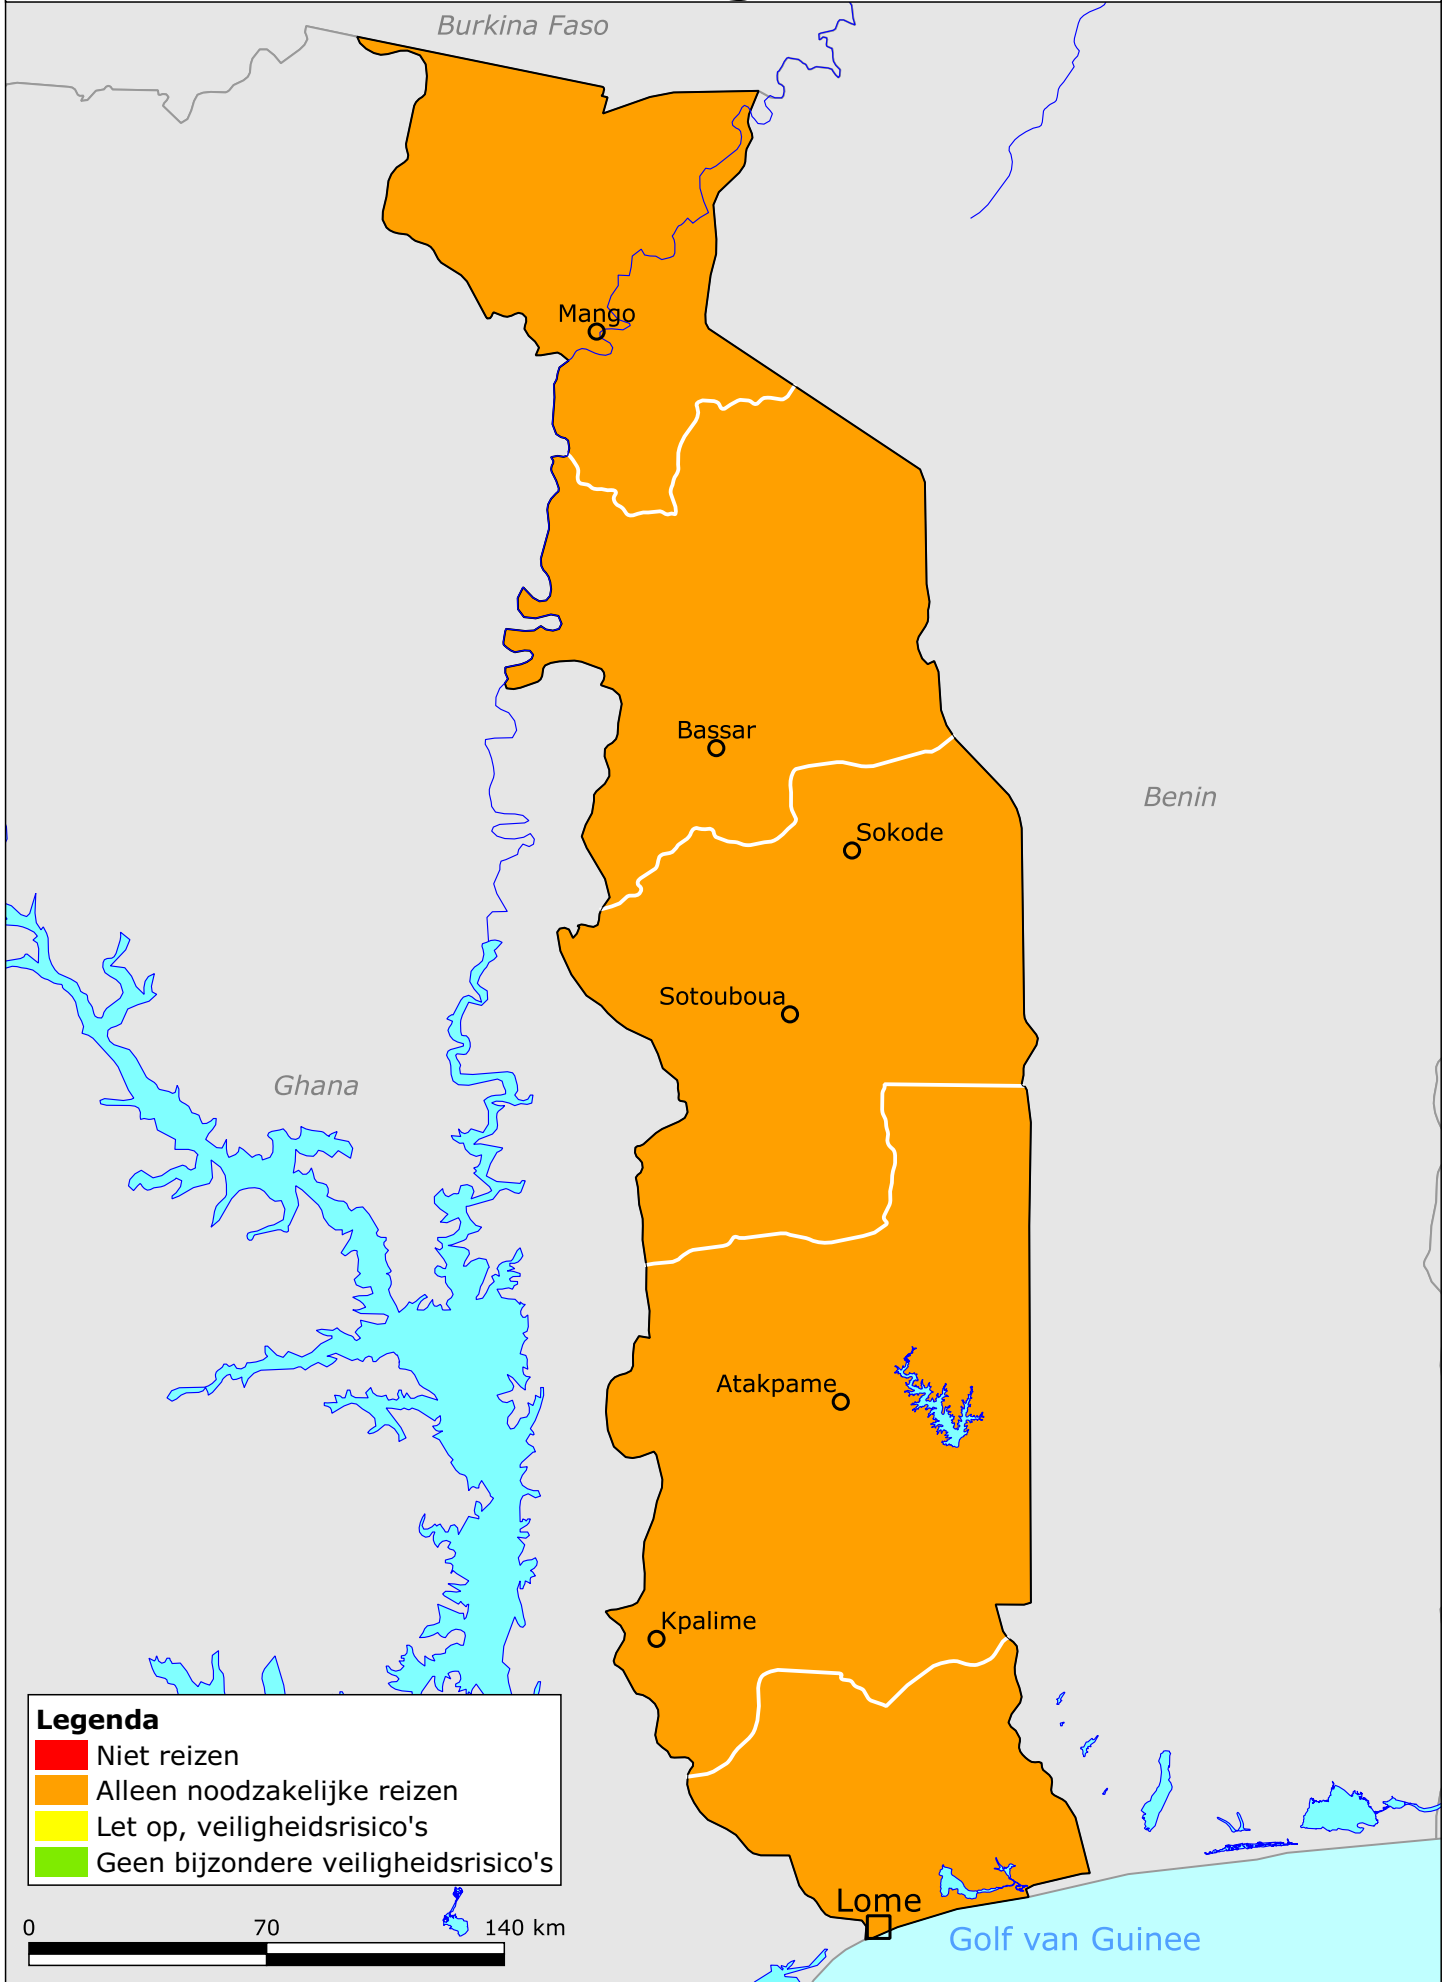 Burkina Faso
Mango
Bassar
Benin
Sokode
Sotouboua
Ghana
Atakpame
Kpalime
Legenda
Niet reizen
Alleen noodzakelijke reizen
Let op, veiligheidsrisico's
Geen bijzondere veiligheidsrisico's
Lome
0 70 140 km
Golf van Guinee